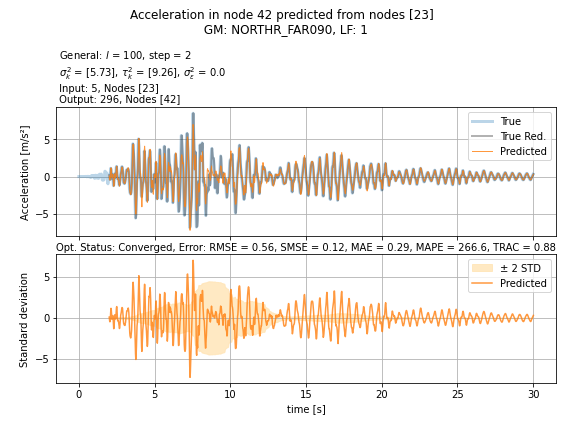 Acceleration in node 42 predicted from nodes [23]
GM: NORTHR_FAR090, LF: 1
General: l = 100, step = 2
σ²ₖ = [5.73], τ²ₖ = [9.26], σ²ε = 0.0
Input: 5, Nodes [23]
Output: 296, Nodes [42]
Acceleration [m/s²]
5
0
−5
True
True Red.
Predicted
Opt. Status: Converged, Error: RMSE = 0.56, SMSE = 0.12, MAE = 0.29, MAPE = 266.6, TRAC = 0.88
Standard deviation
5
0
−5
± 2 STD
Predicted
0 5 10 15 20 25 30
time [s]